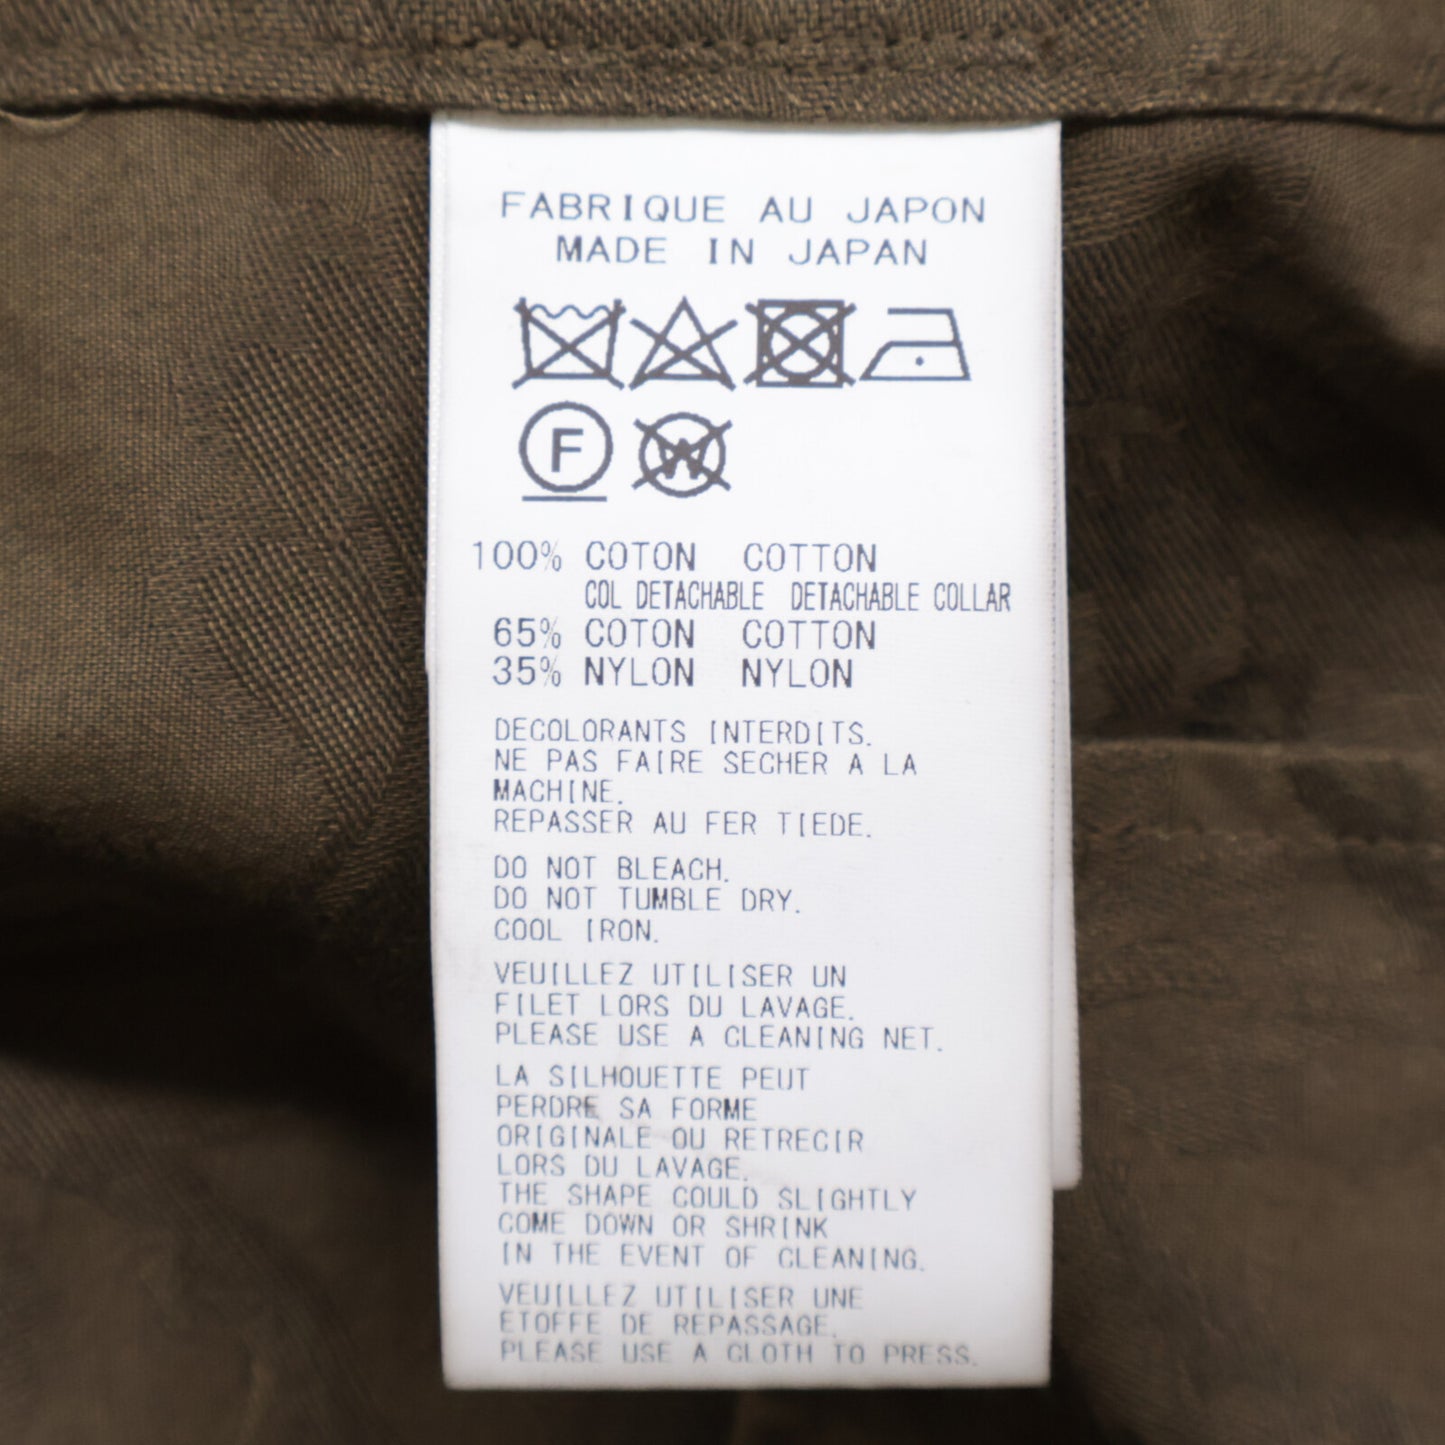 FABRIQUE AU JAPON
MADE IN JAPAN
F W
100% COTON COTTON
COL DETACHABLE DETACHABLE COLLAR
65% COTON COTTON
35% NYLON NYLON
DECOLORANTS INTERDITS.
NE PAS FAIRE SECHER A LA
MACHINE.
REPASSER AU FER TIEDE.
DO NOT BLEACH.
DO NOT TUMBLE DRY.
COOL IRON.
VEUILLEZ UTILISER UN
FILET LORS DU LAVAGE.
PLEASE USE A CLEANING NET.
LA SILHOUETTE PEUT
PERDRE SA FORME
ORIGINALE OU RETRECIR
LORS DU LAVAGE.
THE SHAPE COULD SLIGHTLY
COME DOWN OR SHRINK
IN THE EVENT OF CLEANING.
VEUILLEZ UTILISER UNE
ETOFFE DE REPASSAGE.
PLEASE USE A CLOTH TO PRESS.